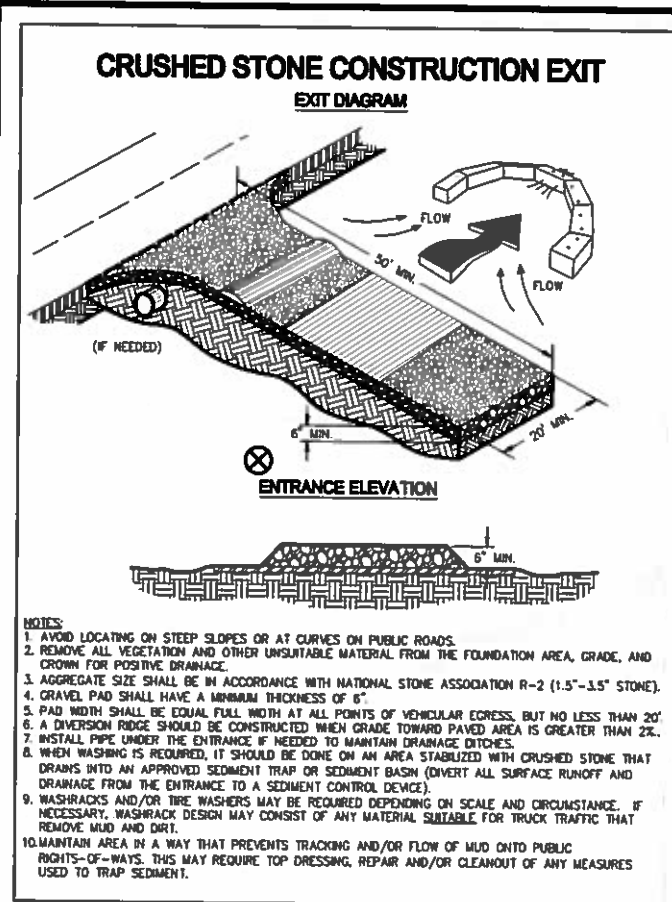 CRUSHED STONE CONSTRUCTION EXIT
EXIT DIAGRAM
FLOW
50' MIN.
FLOW
(IF NEEDED)
20' MIN.
6" MIN.
ENTRANCE ELEVATION
6" MIN.
NOTES:
1. AVOID LOCATING ON STEEP SLOPES OR AT CURVES ON PUBLIC ROADS.
2. REMOVE ALL VEGETATION AND OTHER UNSUITABLE MATERIAL FROM THE FOUNDATION AREA, GRADE, AND
CROWN FOR POSITIVE DRAINAGE.
3. AGGREGATE SIZE SHALL BE IN ACCORDANCE WITH NATIONAL STONE ASSOCIATION R-2 (1.5"-3.5" STONE).
4. GRAVEL PAD SHALL HAVE A MINIMUM THICKNESS OF 6".
5. PAD WIDTH SHALL BE EQUAL FULL WIDTH AT ALL POINTS OF VEHICULAR EGRESS, BUT NO LESS THAN 20'.
6. A DIVERSION RIDGE SHOULD BE CONSTRUCTED WHEN GRADE TOWARD PAVED AREA IS GREATER THAN 2%.
7. INSTALL PIPE UNDER THE ENTRANCE IF NEEDED TO MAINTAIN DRAINAGE DITCHES.
8. WHEN WASHING IS REQUIRED, IT SHOULD BE DONE ON AN AREA STABILIZED WITH CRUSHED STONE THAT
DRAINS INTO AN APPROVED SEDIMENT TRAP OR SEDIMENT BASIN (DIVERT ALL SURFACE RUNOFF AND
DRAINAGE FROM THE ENTRANCE TO A SEDIMENT CONTROL DEVICE).
9. WASHRACKS AND/OR TIRE WASHERS MAY BE REQUIRED DEPENDING ON SCALE AND CIRCUMSTANCE. IF
NECESSARY, WASHRACK DESIGN MAY CONSIST OF ANY MATERIAL SUITABLE FOR TRUCK TRAFFIC THAT
REMOVE MUD AND DIRT.
10. MAINTAIN AREA IN A WAY THAT PREVENTS TRACKING AND/OR FLOW OF MUD ONTO PUBLIC
RIGHTS-OF-WAYS. THIS MAY REQUIRE TOP DRESSING, REPAIR AND/OR CLEANOUT OF ANY MEASURES
USED TO TRAP SEDIMENT.